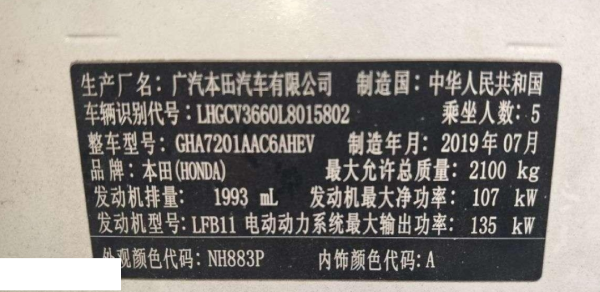 生产厂名：广汽本田汽车有限公司 制造国：中华人民共和国
车辆识别代号：LHGCV3660L8015802 乘坐人数：5
整车型号：GHA7201AAC6AHEV 制造年月：2019年07月
品牌：本田(HONDA) 最大允许总质量：2100 kg
发动机排量：1993 mL 发动机最大净功率：107 kW
发动机型号：LFB11 电动动力系统最大输出功率：135 kW
外观颜色代码：NH883P 内饰颜色代码：A